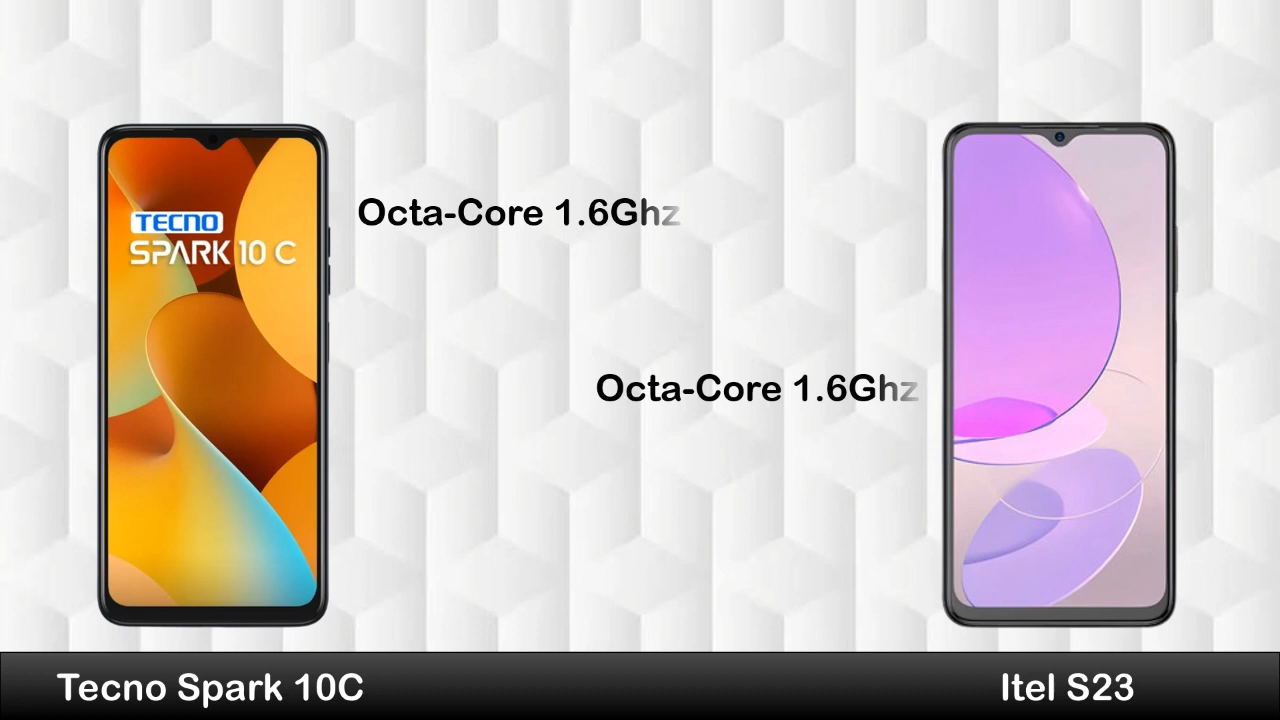 TECNO
SPARK 10 C
Octa-Core 1.6Ghz
Octa-Core 1.6Ghz
Tecno Spark 10C
Itel S23